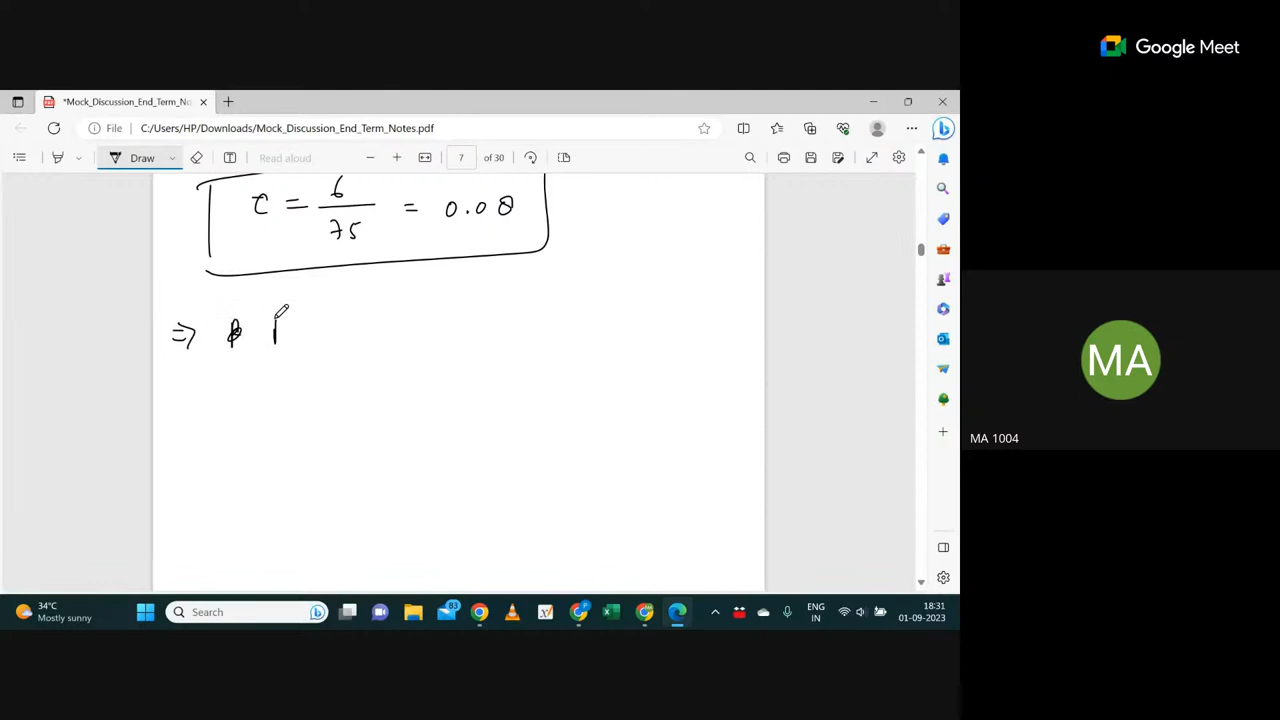 Google Meet
*Mock_Discussion_End_Term_No
File C:/Users/HP/Downloads/Mock_Discussion_End_Term_Notes.pdf
Draw Read aloud 7 of 30
τ = 6/75 = 0.08
⇒
MA
MA 1004
34°C
Mostly sunny
Search
83
ENG
IN
18:31
01-09-2023